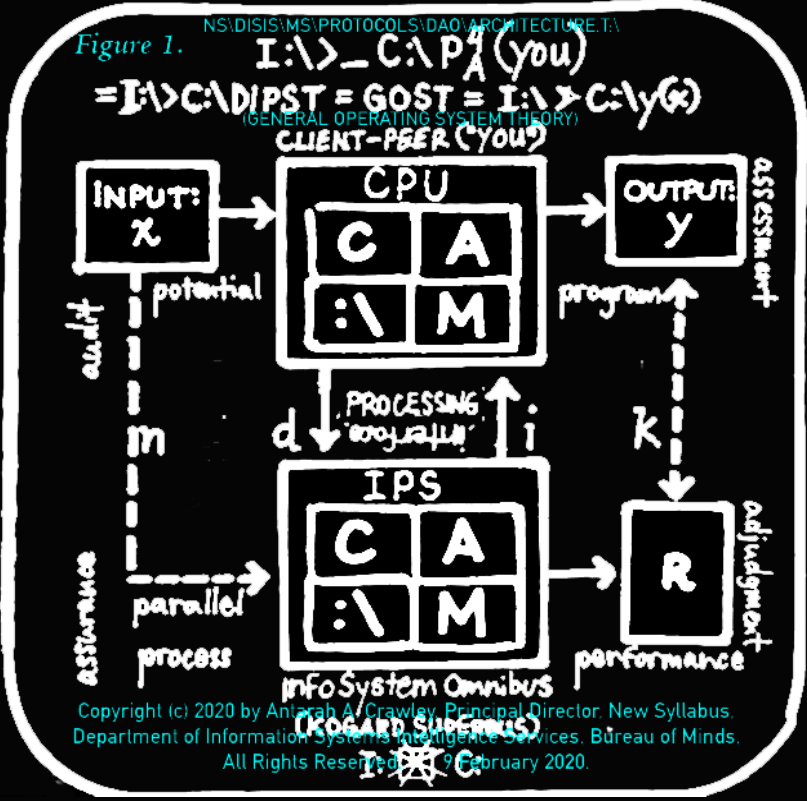 NS\DISIS\MS\PROTOCOLS\DAO\ARCHITECTURE.T:\
Figure 1.
I:\>_ C:\P4A(you)
=I:\>C:\DIPST = GOST = I:\>C:\y(x)
(GENERAL OPERATING SYSTEM THEORY)
CLIENT-PEER ("YOU")
INPUT:
x
CPU
C A
:\ M
OUTPUT:
y
assessment
potential
program
audit
m
d
PROCESSING
i
k
IPS
C A
:\ M
R
adjudgment
assurance
parallel
process
performance
InfoSystem Omnibus
Copyright (c) 2020 by Antarah A. Crawley, Principal Director, New Syllabus,
(KOGARD SUPERBUS)
Department of Information Systems Intelligence Services, Bureau of Minds.
All Rights Reserved. 9 February 2020.
I: C: